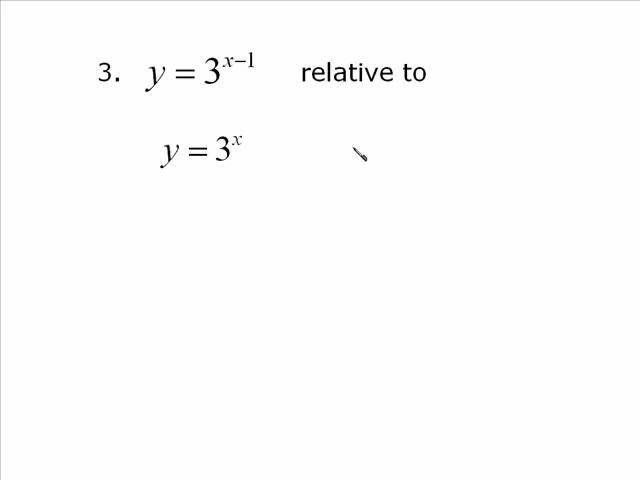 3. y = 3^{x−1} relative to
y = 3^{x}